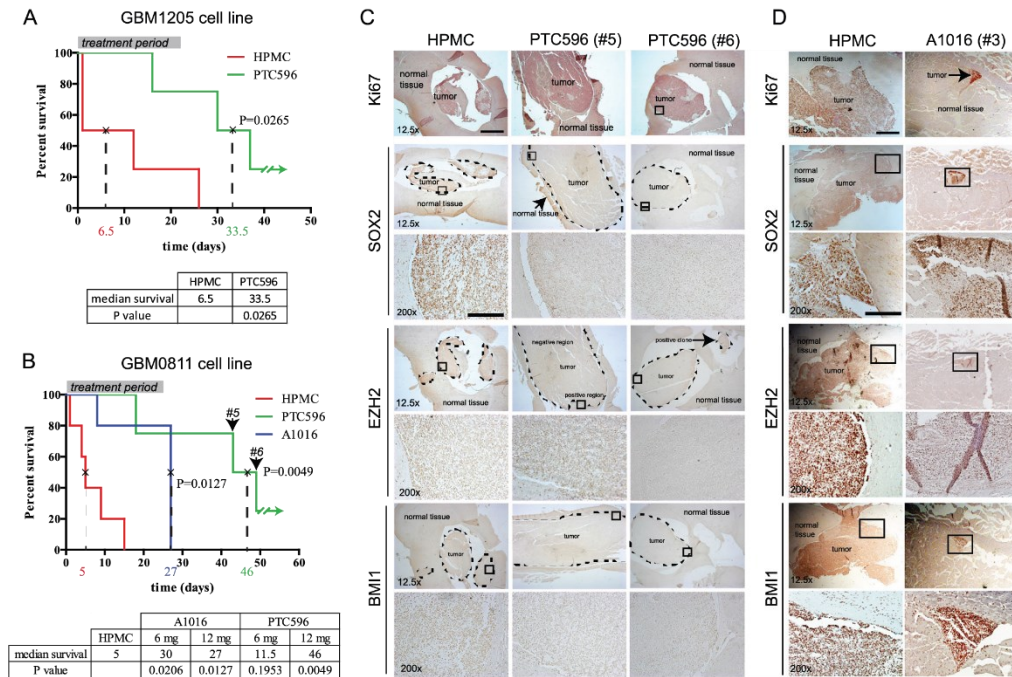 A
GBM1205 cell line
treatment period
HPMC
PTC596
P=0.0265
Percent survival
100
80
60
40
20
0
0 10 20 30 40 50
6.5 33.5
time (days)
HPMC PTC596
median survival 6.5 33.5
P value 0.0265
B
GBM0811 cell line
treatment period
HPMC
PTC596
A1016
#5
#6
P=0.0049
P=0.0127
Percent survival
100
80
60
40
20
0
0 10 20 30 40 50 60
5 27 46
time (days)
A1016 PTC596
HPMC 6 mg 12 mg 6 mg 12 mg
median survival 5 30 27 11.5 46
P value 0.0206 0.0127 0.1953 0.0049
C
HPMC PTC596 (#5) PTC596 (#6)
Ki67
normal tissue
tumor
12.5x
tumor
normal tissue
normal tissue
tumor
SOX2
tumor
normal tissue
12.5x
tumor
normal tissue
normal tissue
tumor
200x
EZH2
normal tissue
12.5x
negative region
tumor
positive region
positive clone
tumor
normal tissue
200x
BMI1
normal tissue
tumor
12.5x
tumor
normal tissue
tumor
200x
D
HPMC A1016 (#3)
Ki67
normal tissue
tumor
12.5x
tumor
normal tissue
SOX2
normal tissue
tumor
12.5x
200x
EZH2
normal tissue
tumor
12.5x
200x
BMI1
normal tissue
tumor
12.5x
200x